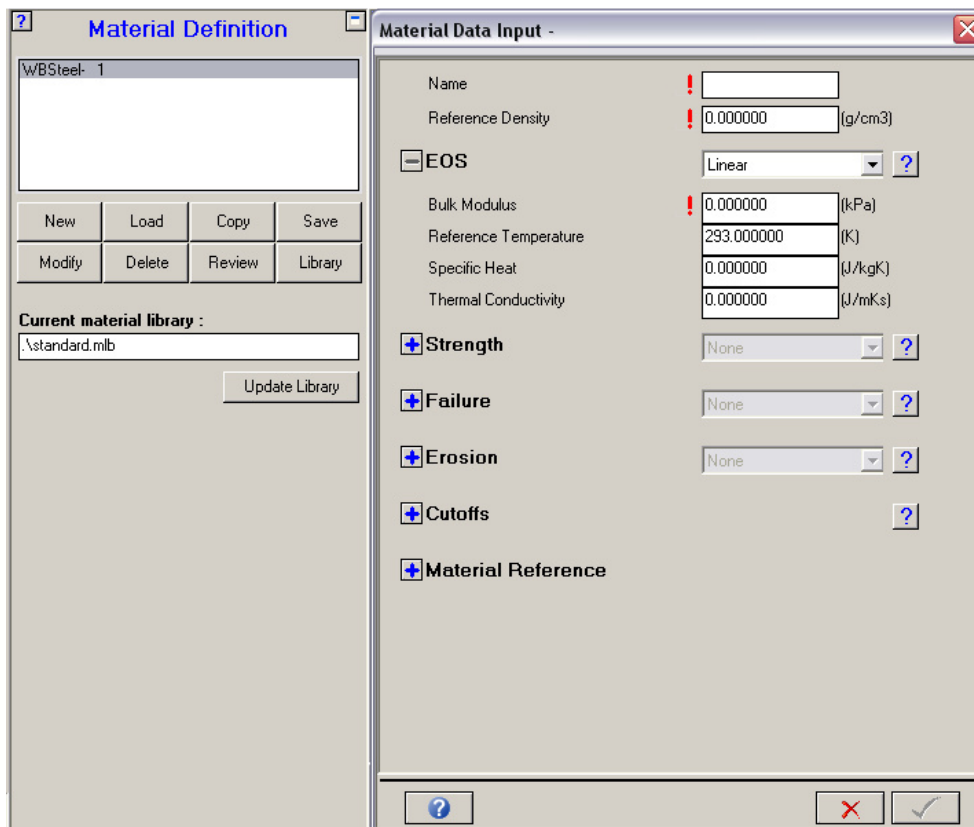 ?
Material Definition
WBSteel- 1
New Load Copy Save
Modify Delete Review Library
Current material library :
.\standard.mlb
Update Library
Material Data Input -
Name !
Reference Density ! 0.000000 (g/cm3)
EOS Linear ?
Bulk Modulus ! 0.000000 (kPa)
Reference Temperature 293.000000 (K)
Specific Heat 0.000000 (J/kgK)
Thermal Conductivity 0.000000 (J/mKs)
Strength None ?
Failure None ?
Erosion None ?
Cutoffs ?
Material Reference
?